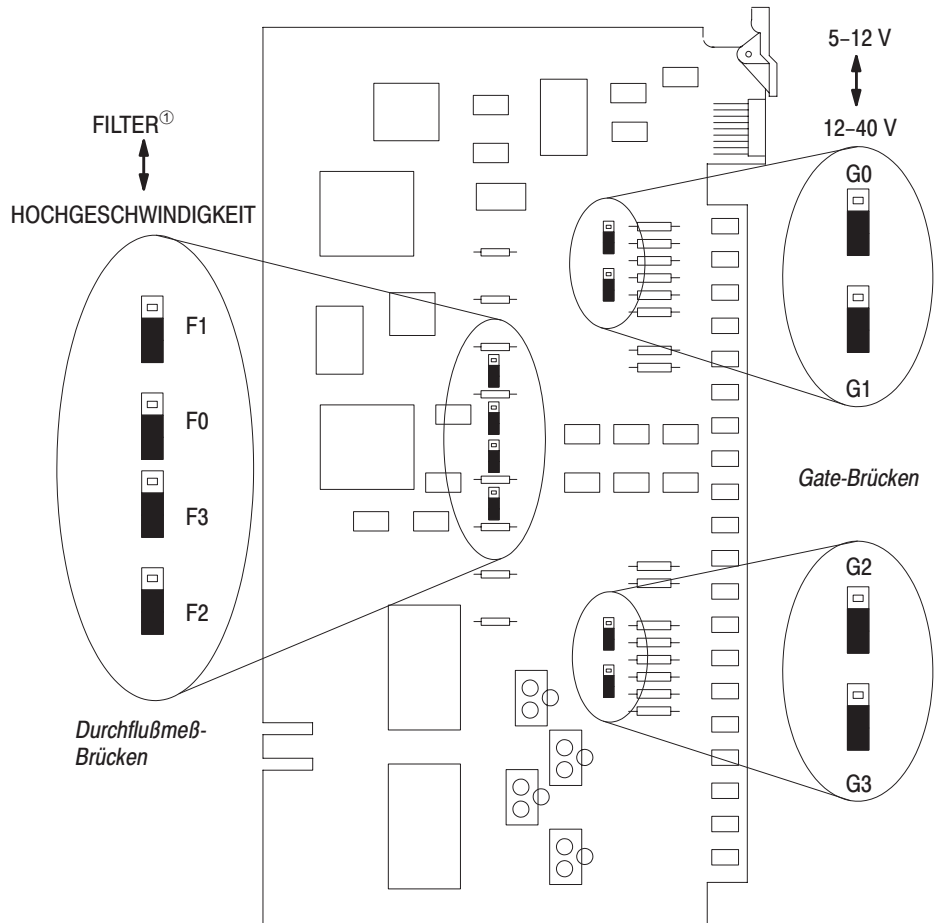 FILTER①
HOCHGESCHWINDIGKEIT
F1
F0
F3
F2
Durchflußmeß-
Brücken
5–12 V
12–40 V
G0
G1
Gate-Brücken
G2
G3